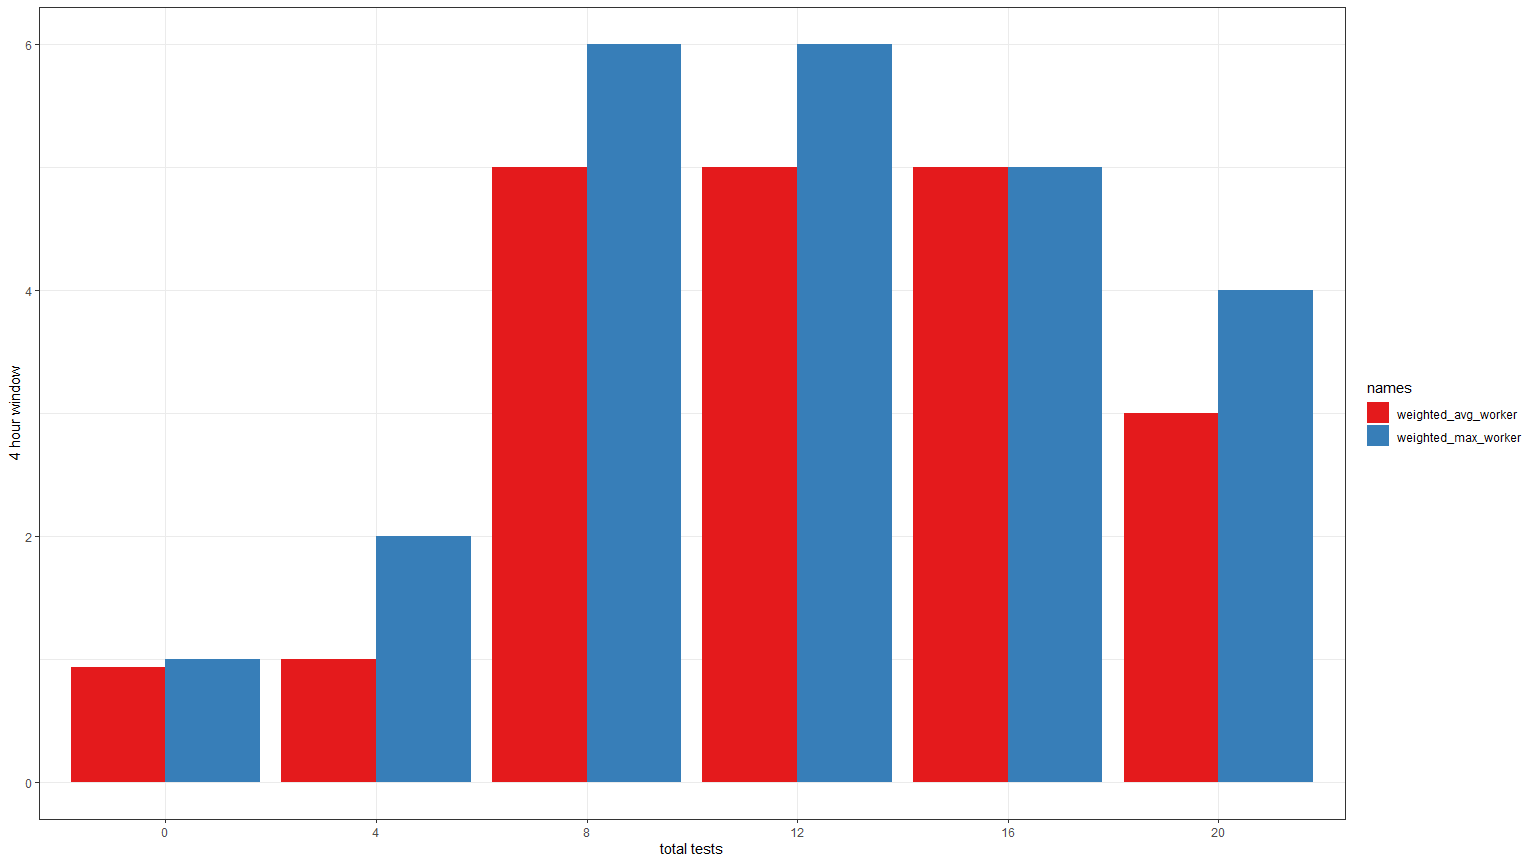 6
4
2
0
4 hour window
0 4 8 12 16 20
total tests
names
weighted_avg_worker
weighted_max_worker